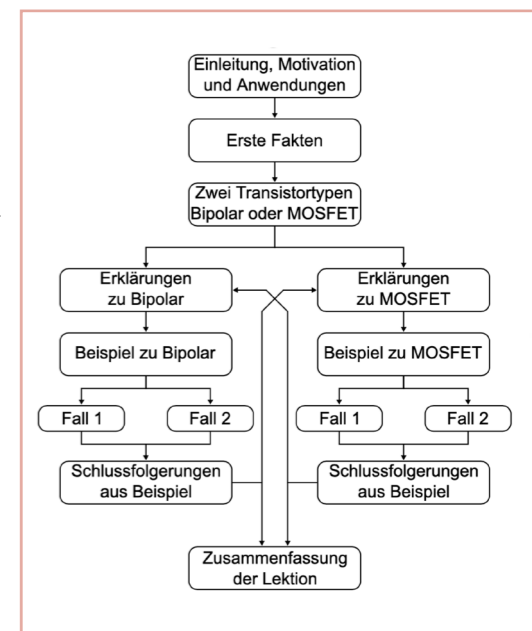 Einleitung, Motivation
und Anwendungen
Erste Fakten
Zwei Transistortypen
Bipolar oder MOSFET
Erklärungen
zu Bipolar
Erklärungen
zu MOSFET
Beispiel zu Bipolar
Beispiel zu MOSFET
Fall 1
Fall 2
Fall 1
Fall 2
Schlussfolgerungen
aus Beispiel
Schlussfolgerungen
aus Beispiel
Zusammenfassung
der Lektion